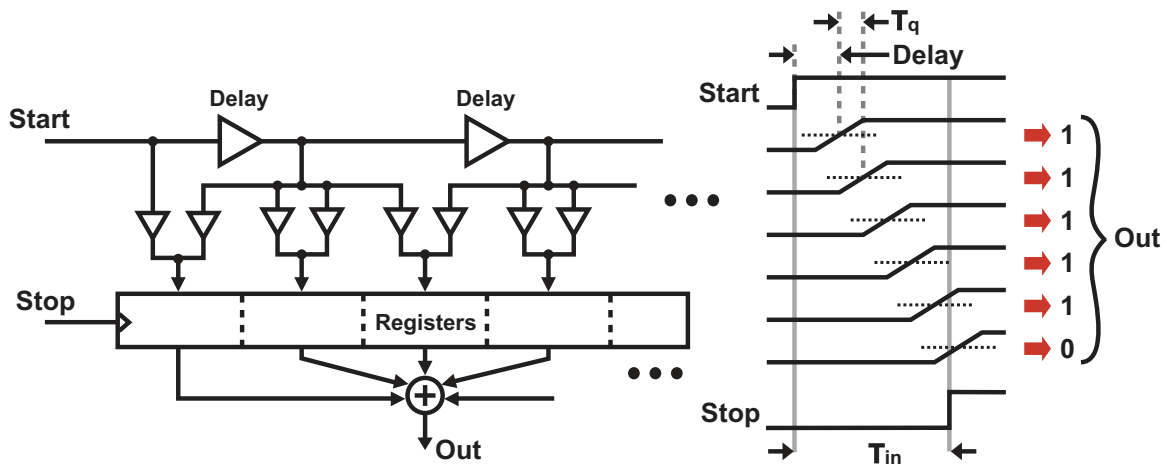 Delay
Delay
Start
Stop
Registers
Out
Tq
Delay
Start
1
1
1
1
1
0
Out
Stop
Tin